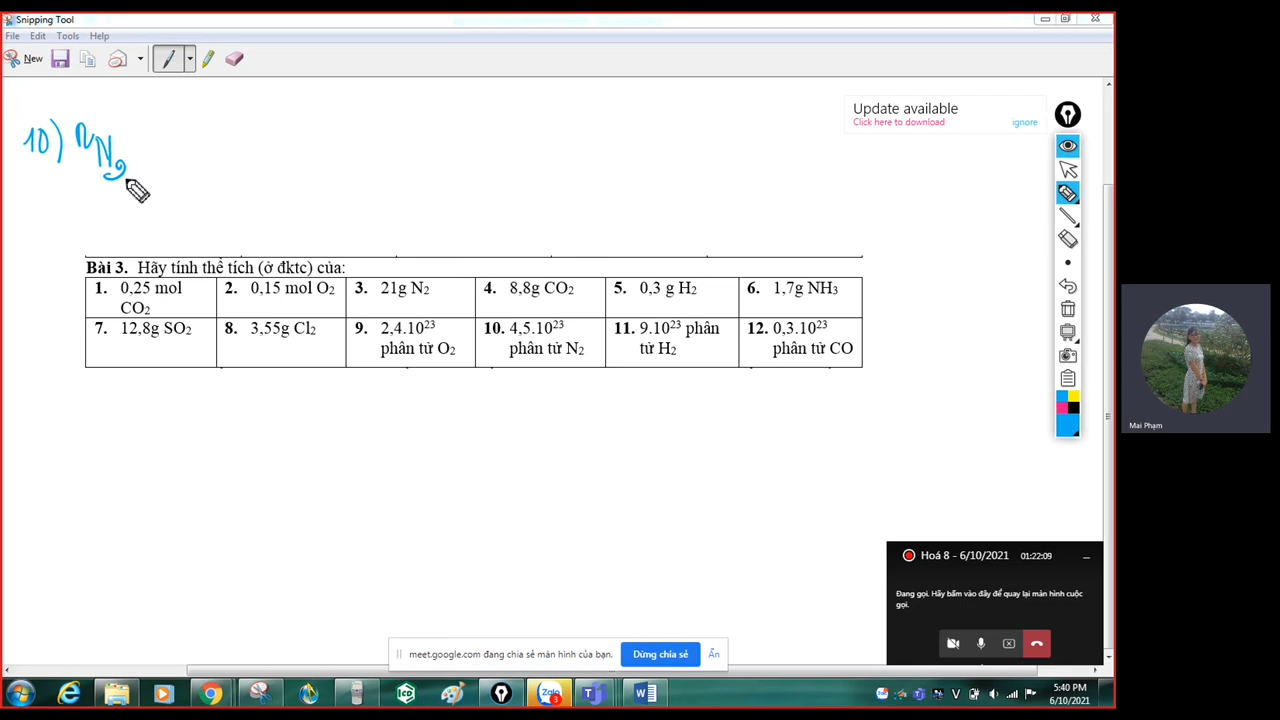 Snipping Tool
File Edit Tools Help
New
Update available
Click here to download ignore
10) nN2
Bài 3. Hãy tính thể tích (ở đktc) của:
1. 0,25 mol CO₂
2. 0,15 mol O₂
3. 21g N₂
4. 8,8g CO₂
5. 0,3 g H₂
6. 1,7g NH₃
7. 12,8g SO₂
8. 3,55g Cl₂
9. 2,4.10²³ phân tử O₂
10. 4,5.10²³ phân tử N₂
11. 9.10²³ phân tử H₂
12. 0,3.10²³ phân tử CO
Mai Phạm
Hoá 8 - 6/10/2021 01:22:09
Đang gọi. Hãy bấm vào đây để quay lại màn hình cuộc
gọi.
meet.google.com đang chia sẻ màn hình của bạn. Dừng chia sẻ Ẩn
5:40 PM
6/10/2021